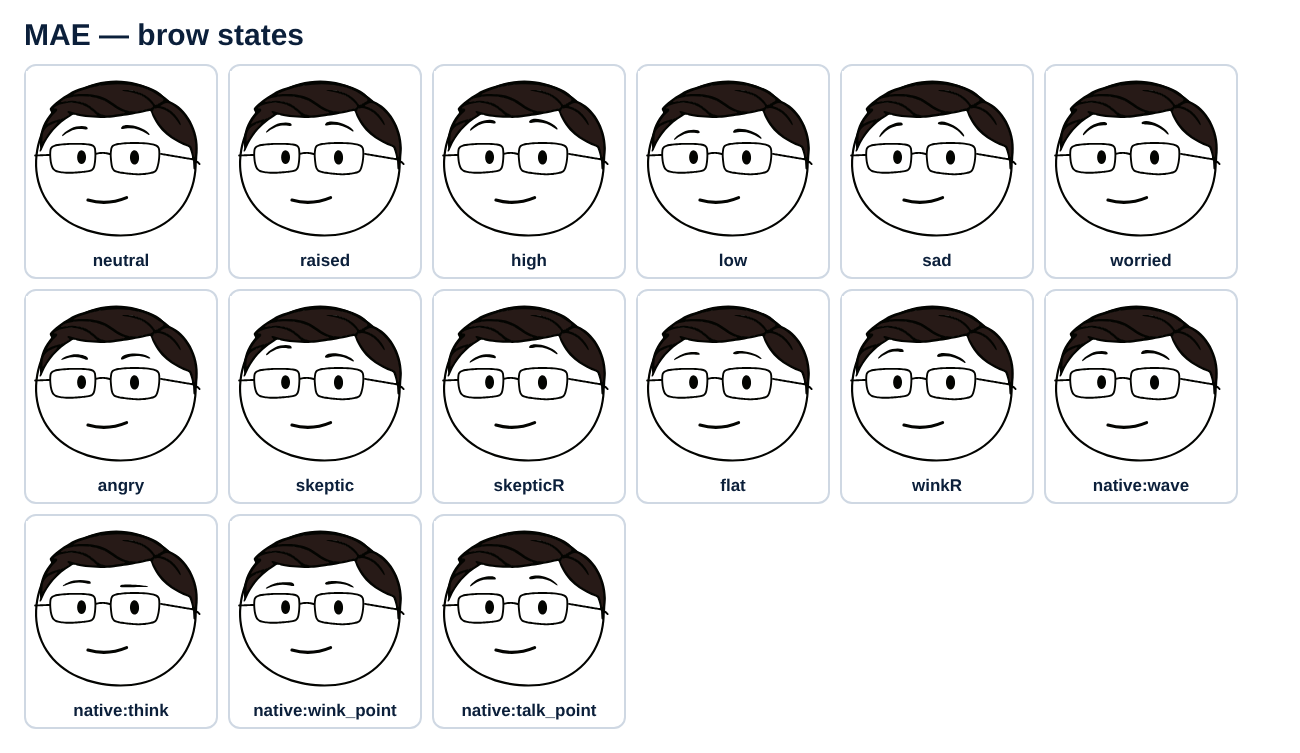 MAE — brow states
neutral
raised
high
low
sad
worried
angry
skeptic
skepticR
flat
winkR
native:wave
native:think
native:wink_point
native:talk_point